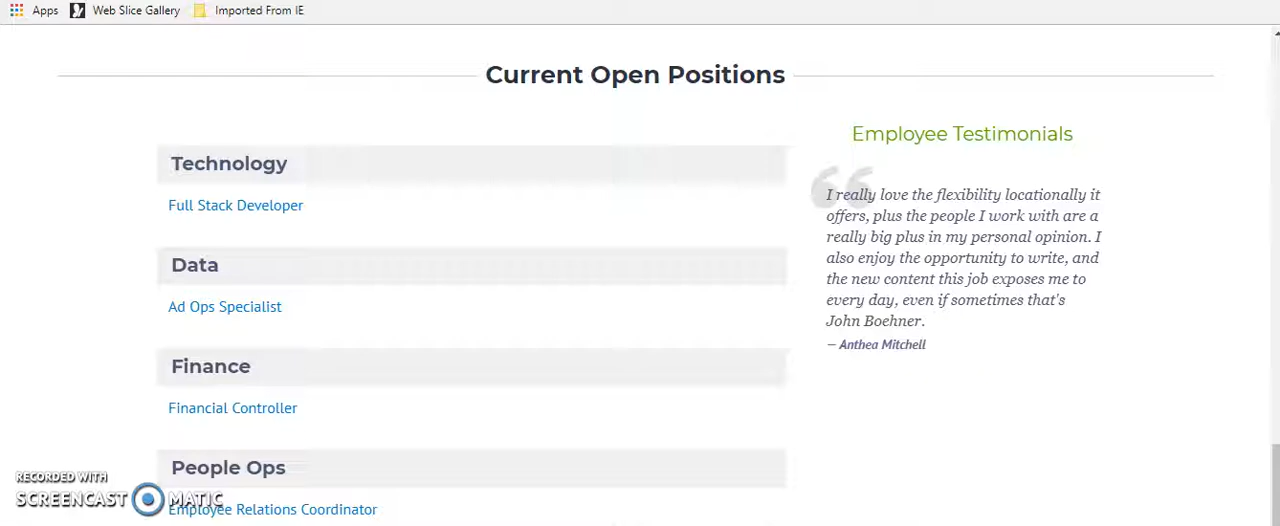 Apps Web Slice Gallery Imported From IE
Current Open Positions
Technology
Full Stack Developer
Data
Ad Ops Specialist
Finance
Financial Controller
People Ops
Employee Relations Coordinator
Employee Testimonials
“
I really love the flexibility locationally it
offers, plus the people I work with are a
really big plus in my personal opinion. I
also enjoy the opportunity to write, and
the new content this job exposes me to
every day, even if sometimes that's
John Boehner.
— Anthea Mitchell
RECORDED WITH
SCREENCAST MATIC